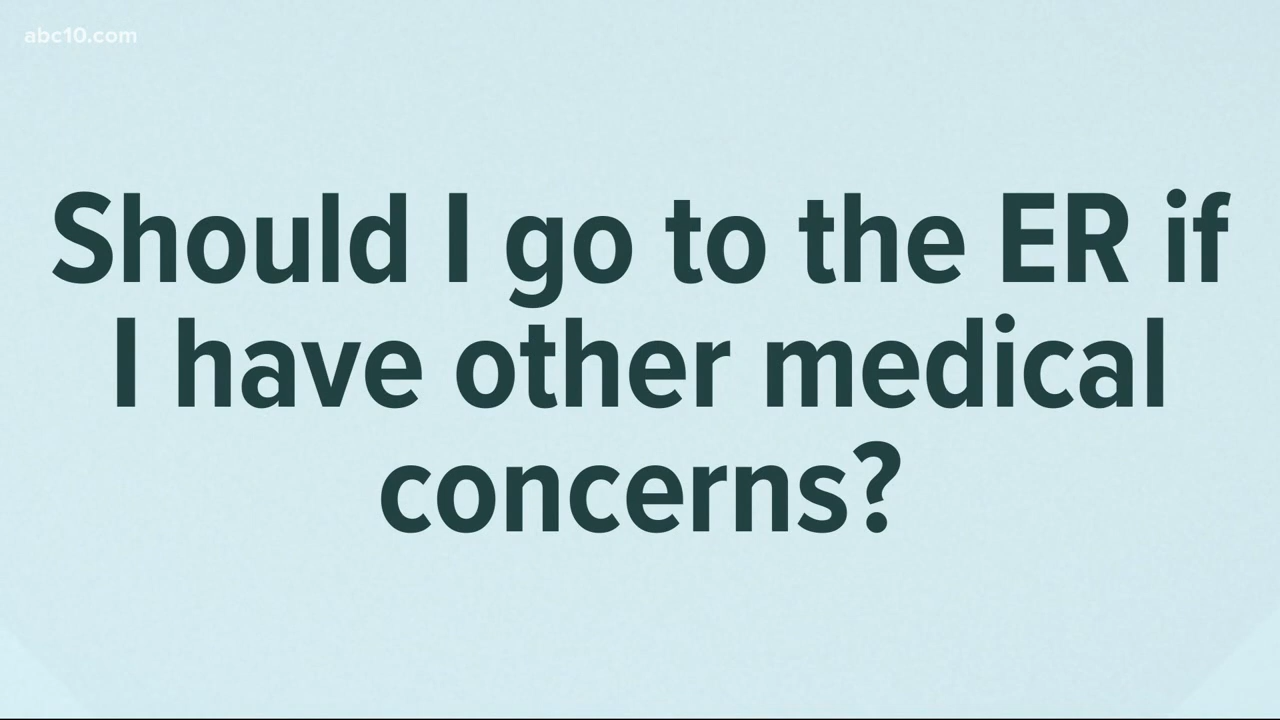 abc10.com
Should I go to the ER if
I have other medical
concerns?